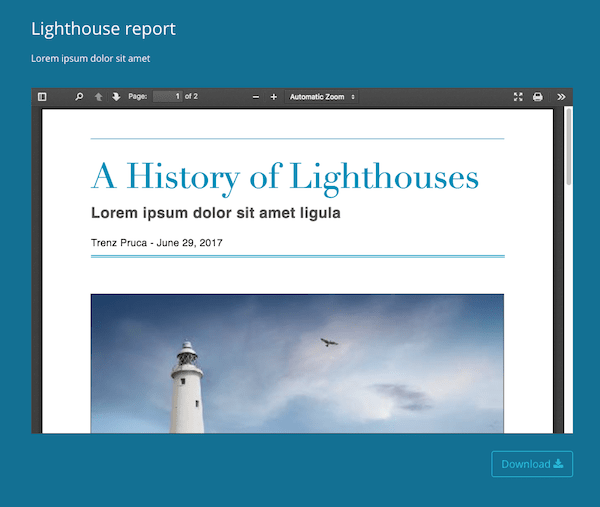 Lighthouse report
Lorem ipsum dolor sit amet
Page: 1 of 2 Automatic Zoom
A History of Lighthouses
Lorem ipsum dolor sit amet ligula
Trenz Pruca - June 29, 2017
Download